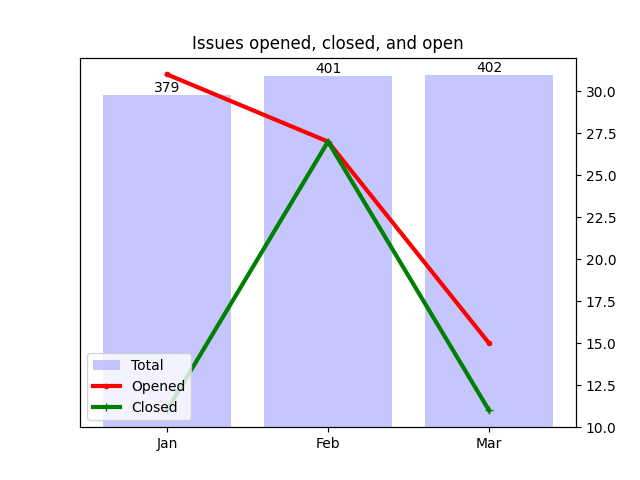 Issues opened, closed, and open
379
401
402
30.0
27.5
25.0
22.5
20.0
17.5
15.0
12.5
10.0
Total
Opened
Closed
Jan
Feb
Mar